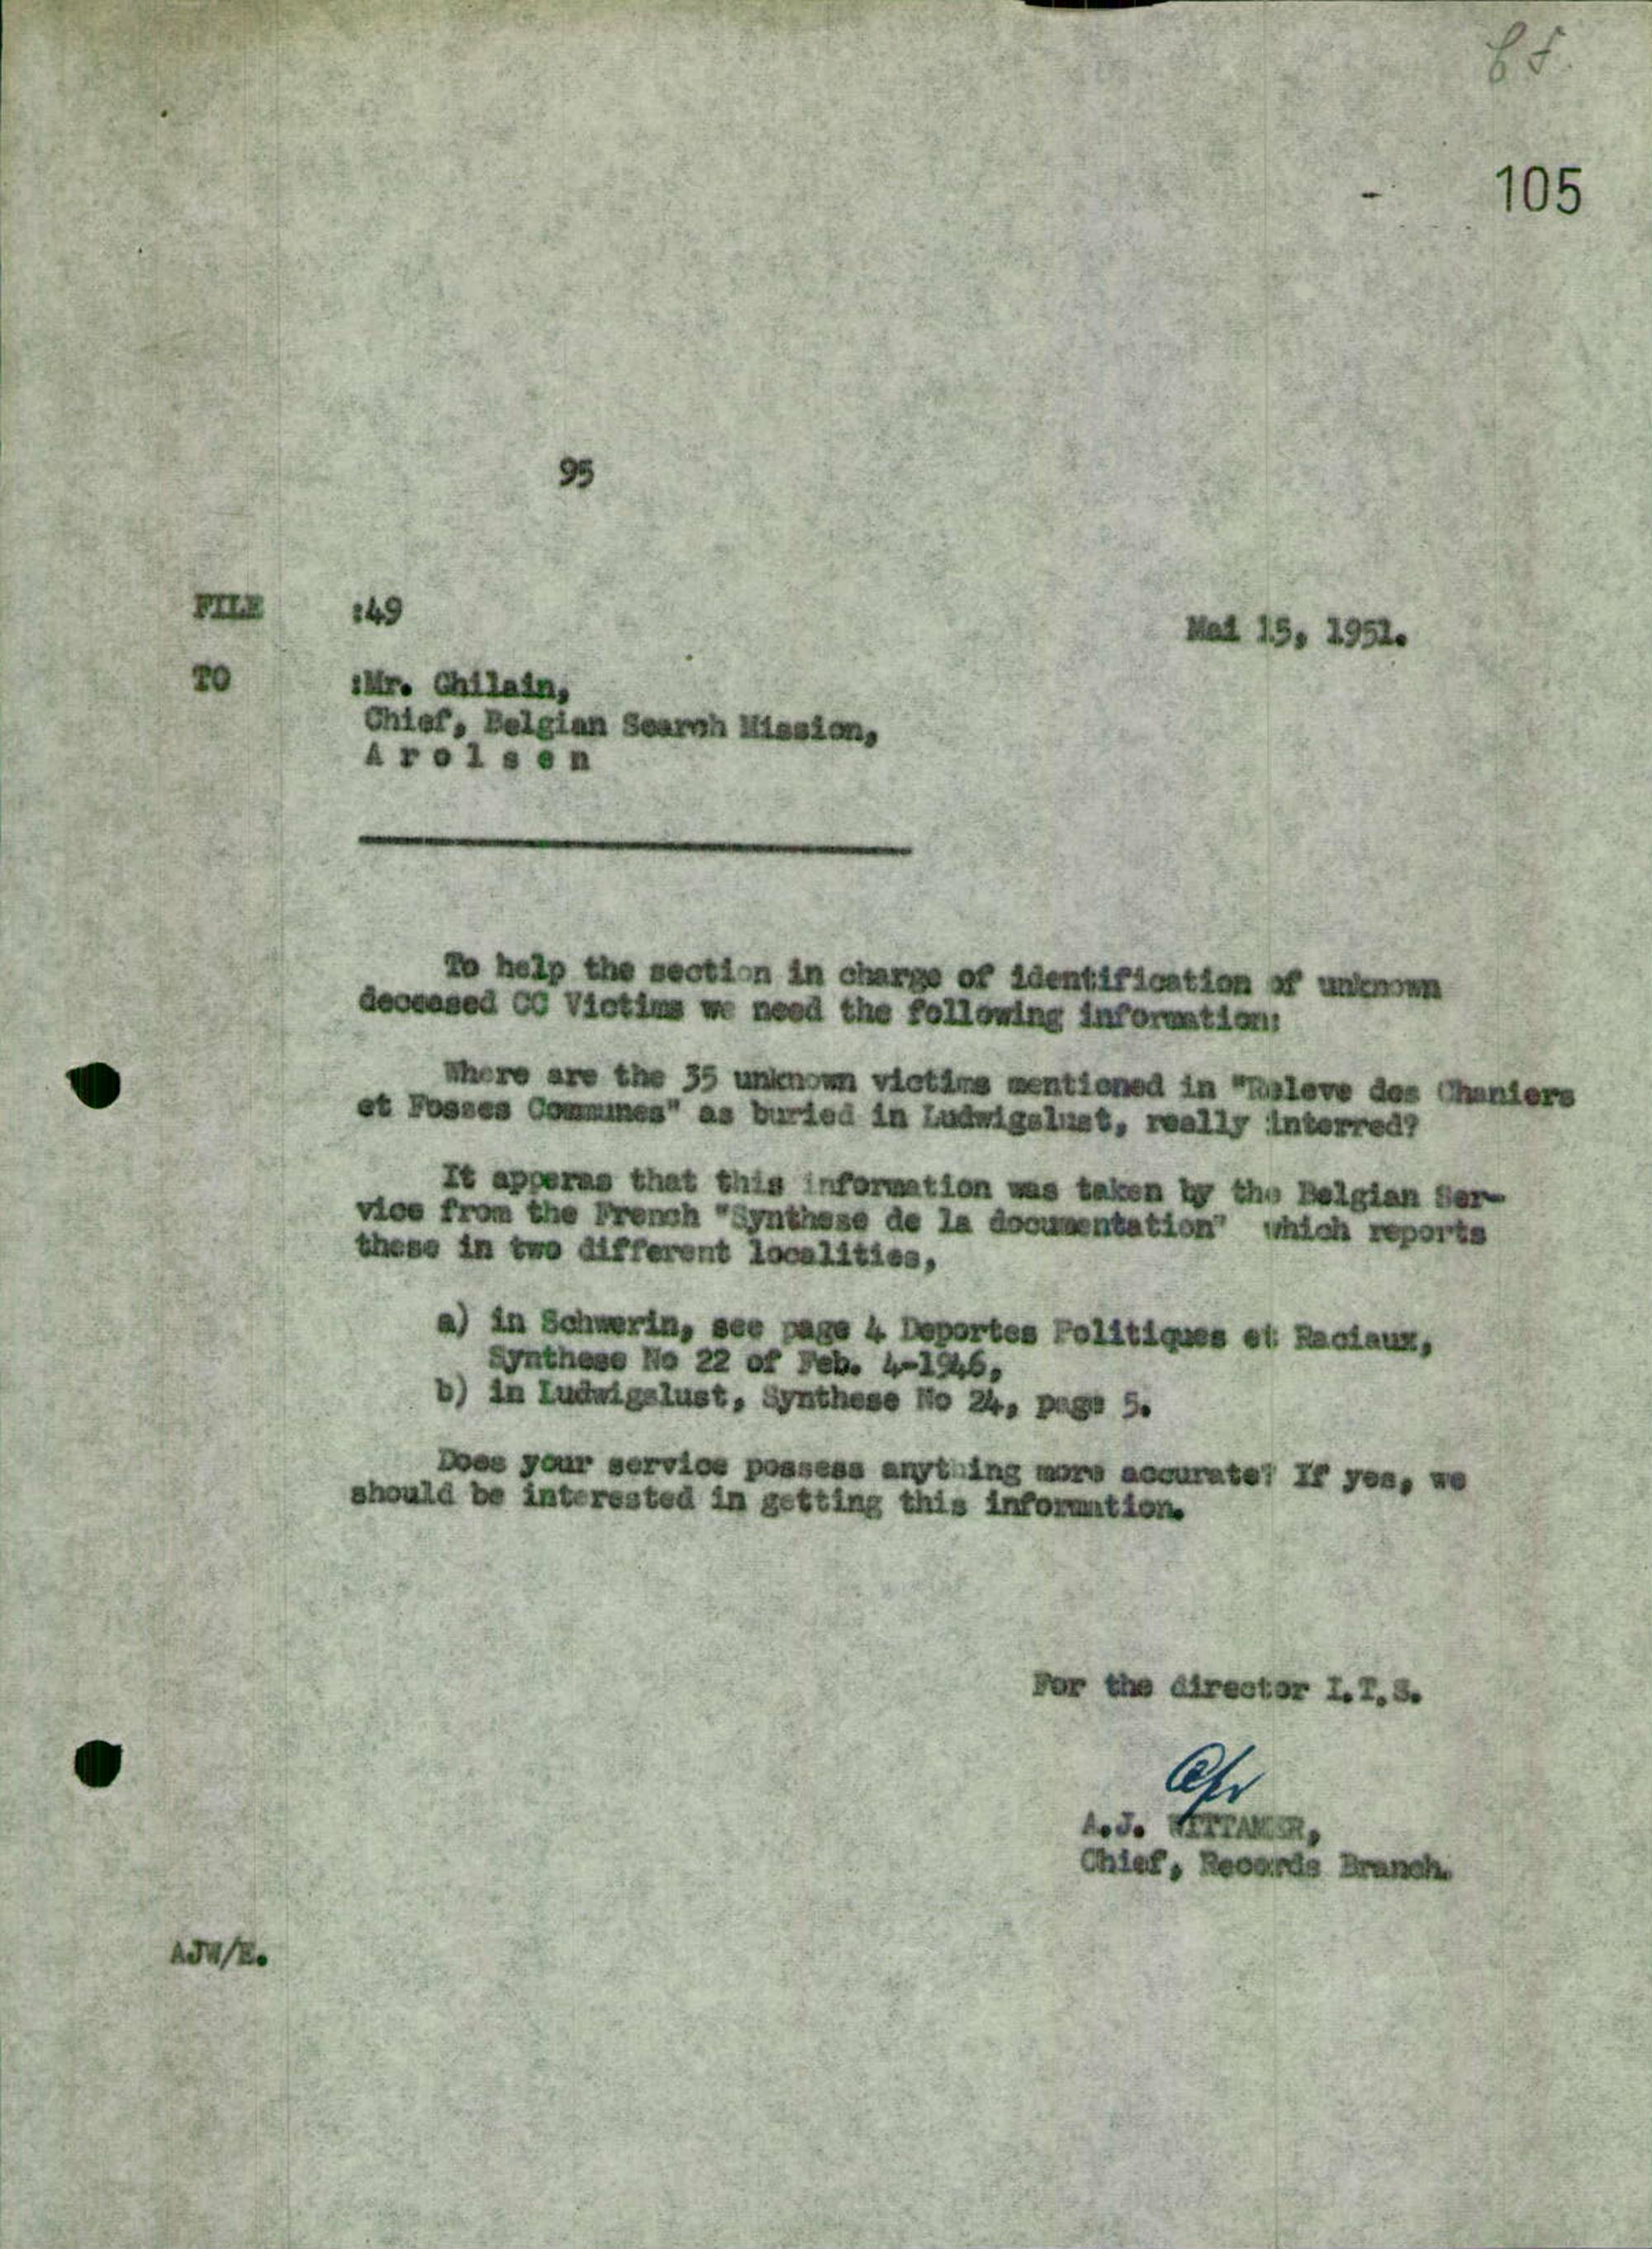 105
95
FILE :49
Mai 15, 1951.
TO :Mr. Ghilain,
Chief, Belgian Search Mission,
A r o l s e n
To help the section in charge of identification of unknown
deceased CC Victims we need the following information:
Where are the 35 unknown victims mentioned in "Releve des Chaniers
et Fosses Communes" as buried in Ludwigslust, really interred?
It apperas that this information was taken by the Belgian Ser-
vice from the French "Synthese de la documentation" which reports
these in two different localities,
a) in Schwerin, see page 4 Deportes Politiques et Raciaux,
Synthese No 22 of Feb. 4-1946,
b) in Ludwigslust, Synthese No 24, page 5.
Does your service possess anything more accurate? If yes, we
should be interested in getting this information.
For the director I.T.S.
A.J. WITTAMER,
Chief, Records Branch.
AJW/E.